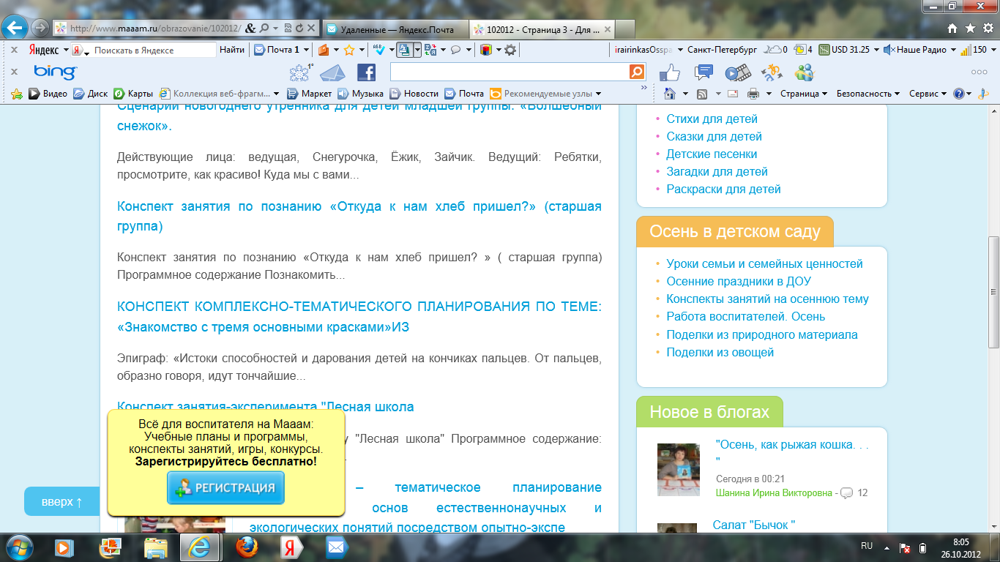 http://www.maaam.ru/obrazovanie/102012/
Удаленные — Яндекс.Почта
102012 - Страница 3 - Для ...
Яндекс
Поискать в Яндексе
Найти
Почта 1
irairinkasOsspa
Санкт-Петербург
0
4
USD 31.25
Наше Радио
150
bing
1°
Видео
Диск
Карты
Коллекция веб-фрагм...
Маркет
Музыка
Новости
Почта
Рекомендуемые узлы
Страница
Безопасность
Сервис
Сценарий новогоднего утренника для детей младшей группы. «Волшебный
снежок».
Действующие лица: ведущая, Снегурочка, Ёжик, Зайчик. Ведущий: Ребятки,
просмотрите, как красиво! Куда мы с вами...
Конспект занятия по познанию «Откуда к нам хлеб пришел?» (старшая
группа)
Конспект занятия по познанию «Откуда к нам хлеб пришел? » ( старшая группа)
Программное содержание Познакомить...
КОНСПЕКТ КОМПЛЕКСНО-ТЕМАТИЧЕСКОГО ПЛАНИРОВАНИЯ ПО ТЕМЕ:
«Знакомство с тремя основными красками»ИЗ
Эпиграф: «Истоки способностей и дарования детей на кончиках пальцев. От пальцев,
образно говоря, идут тончайшие...
Конспект занятия-эксперимента "Лесная школа
у "Лесная школа" Программное содержание:
– тематическое планирование
основ естественнонаучных и
экологических понятий посредством опытно-экспе
Всё для воспитателя на Мааам:
Учебные планы и программы,
конспекты занятий, игры, конкурсы.
Зарегистрируйтесь бесплатно!
РЕГИСТРАЦИЯ
вверх ↑
Стихи для детей
Сказки для детей
Детские песенки
Загадки для детей
Раскраски для детей
Осень в детском саду
Уроки семьи и семейных ценностей
Осенние праздники в ДОУ
Конспекты занятий на осеннюю тему
Работа воспитателей. Осень
Поделки из природного материала
Поделки из овощей
Новое в блогах
"Осень, как рыжая кошка. . .
"
Сегодня в 00:21
Шанина Ирина Викторовна - 12
Салат "Бычок "
RU
8:05
26.10.2012